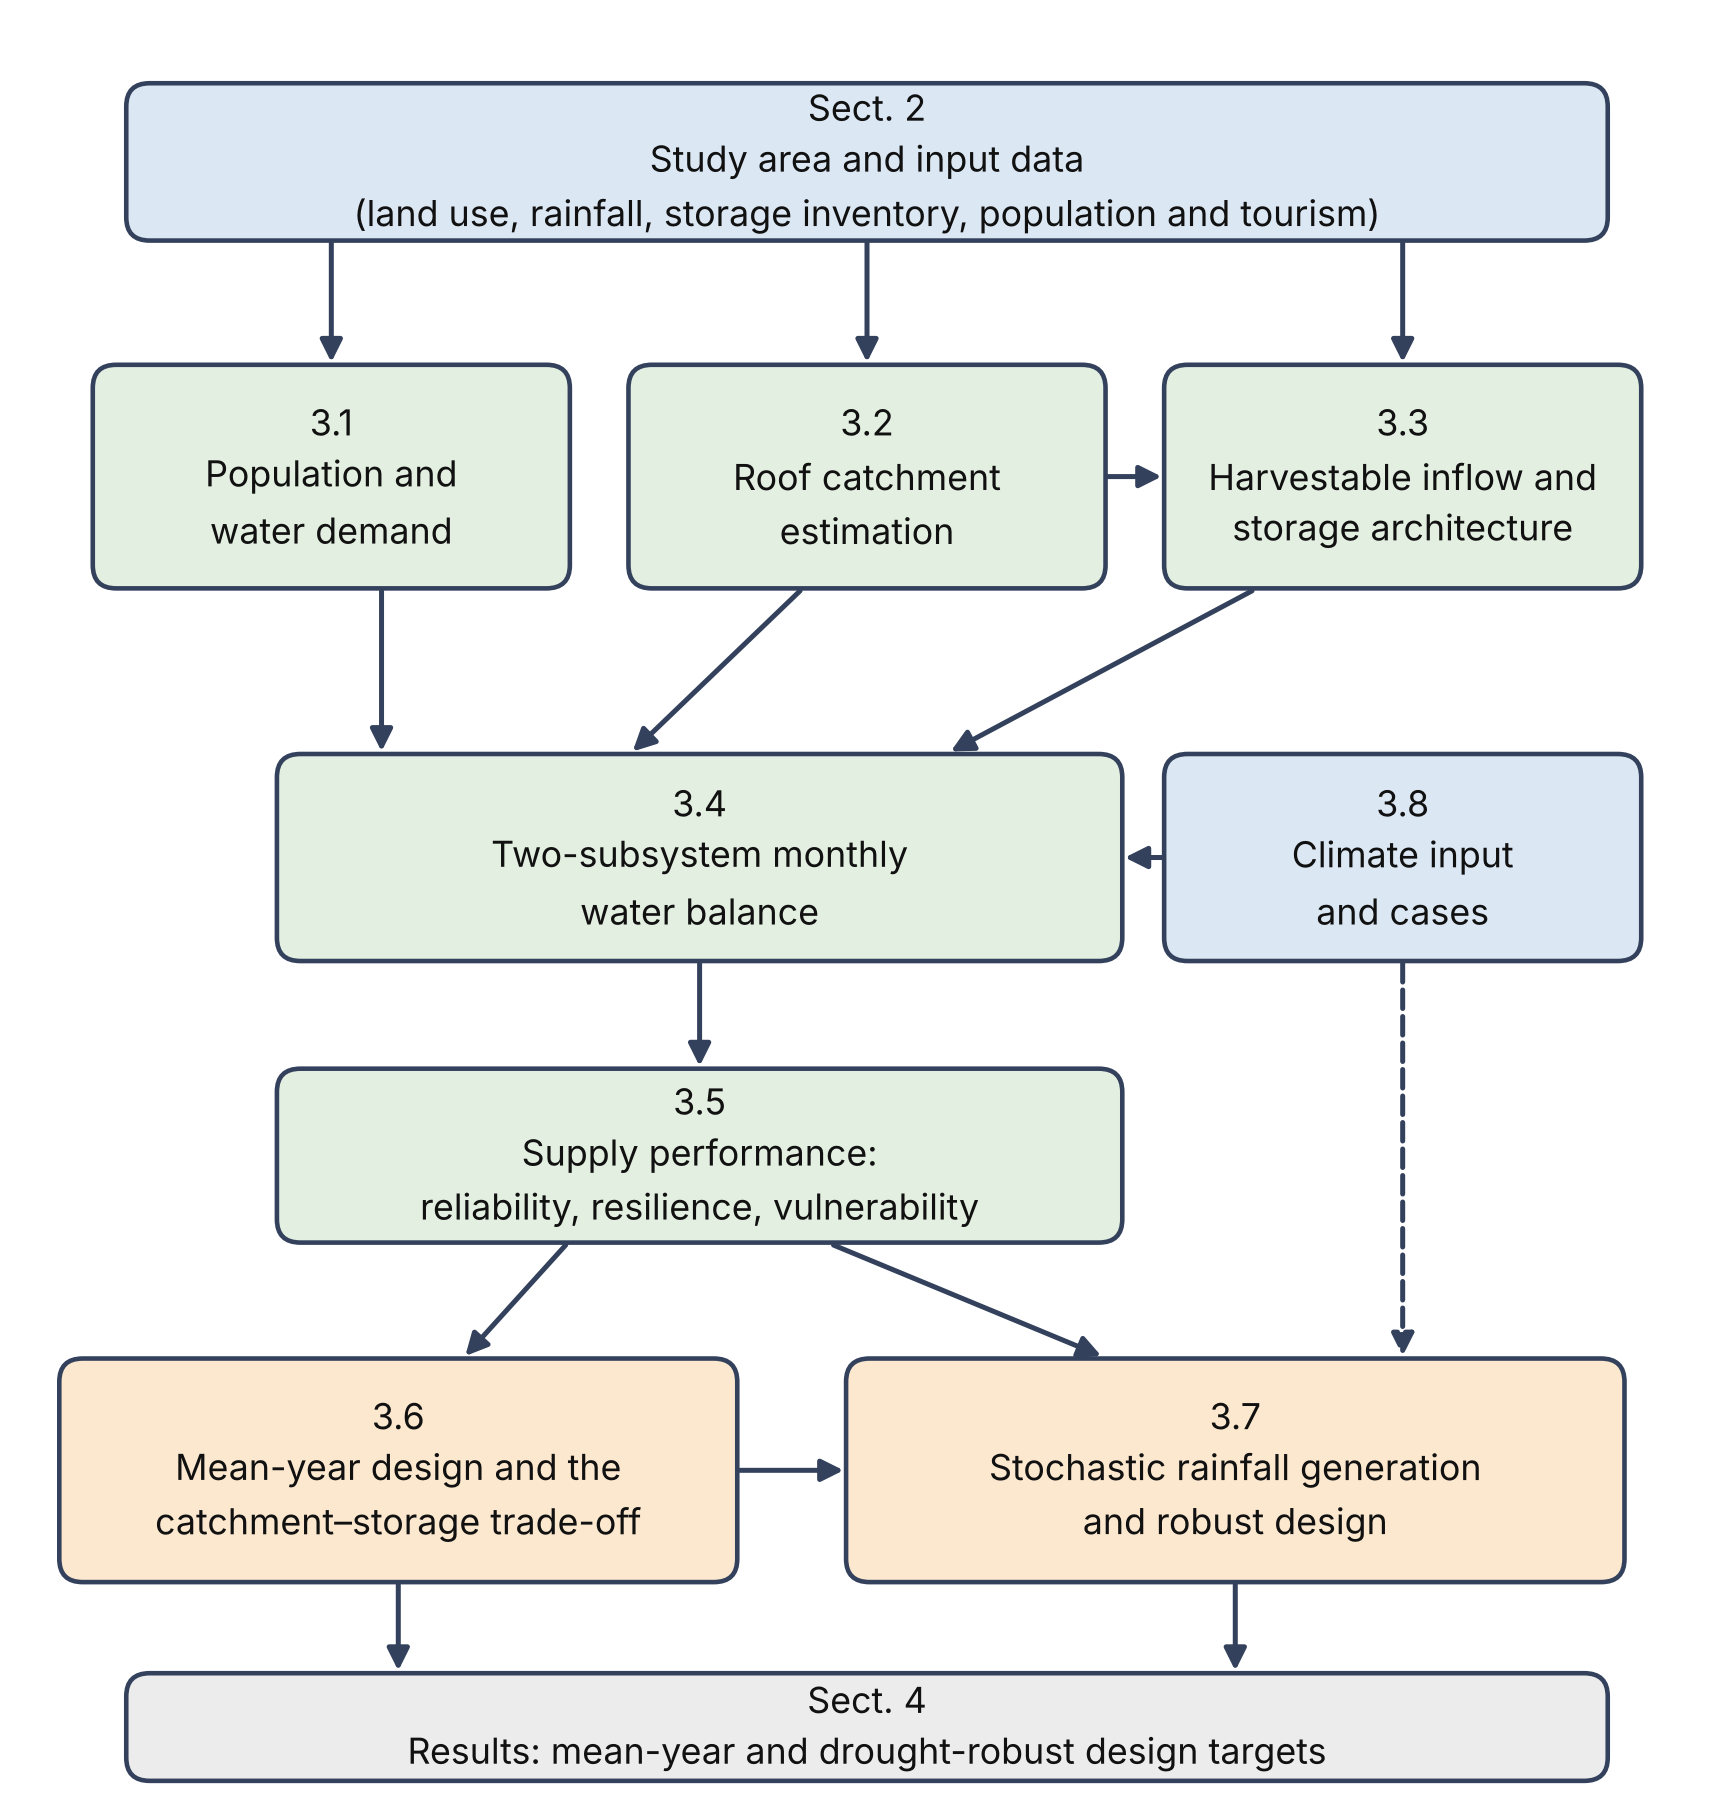 Sect. 2
Study area and input data
(land use, rainfall, storage inventory, population and tourism)
3.1
Population and
water demand
3.2
Roof catchment
estimation
3.3
Harvestable inflow and
storage architecture
3.4
Two-subsystem monthly
water balance
3.8
Climate input
and cases
3.5
Supply performance:
reliability, resilience, vulnerability
3.6
Mean-year design and the
catchment–storage trade-off
3.7
Stochastic rainfall generation
and robust design
Sect. 4
Results: mean-year and drought-robust design targets